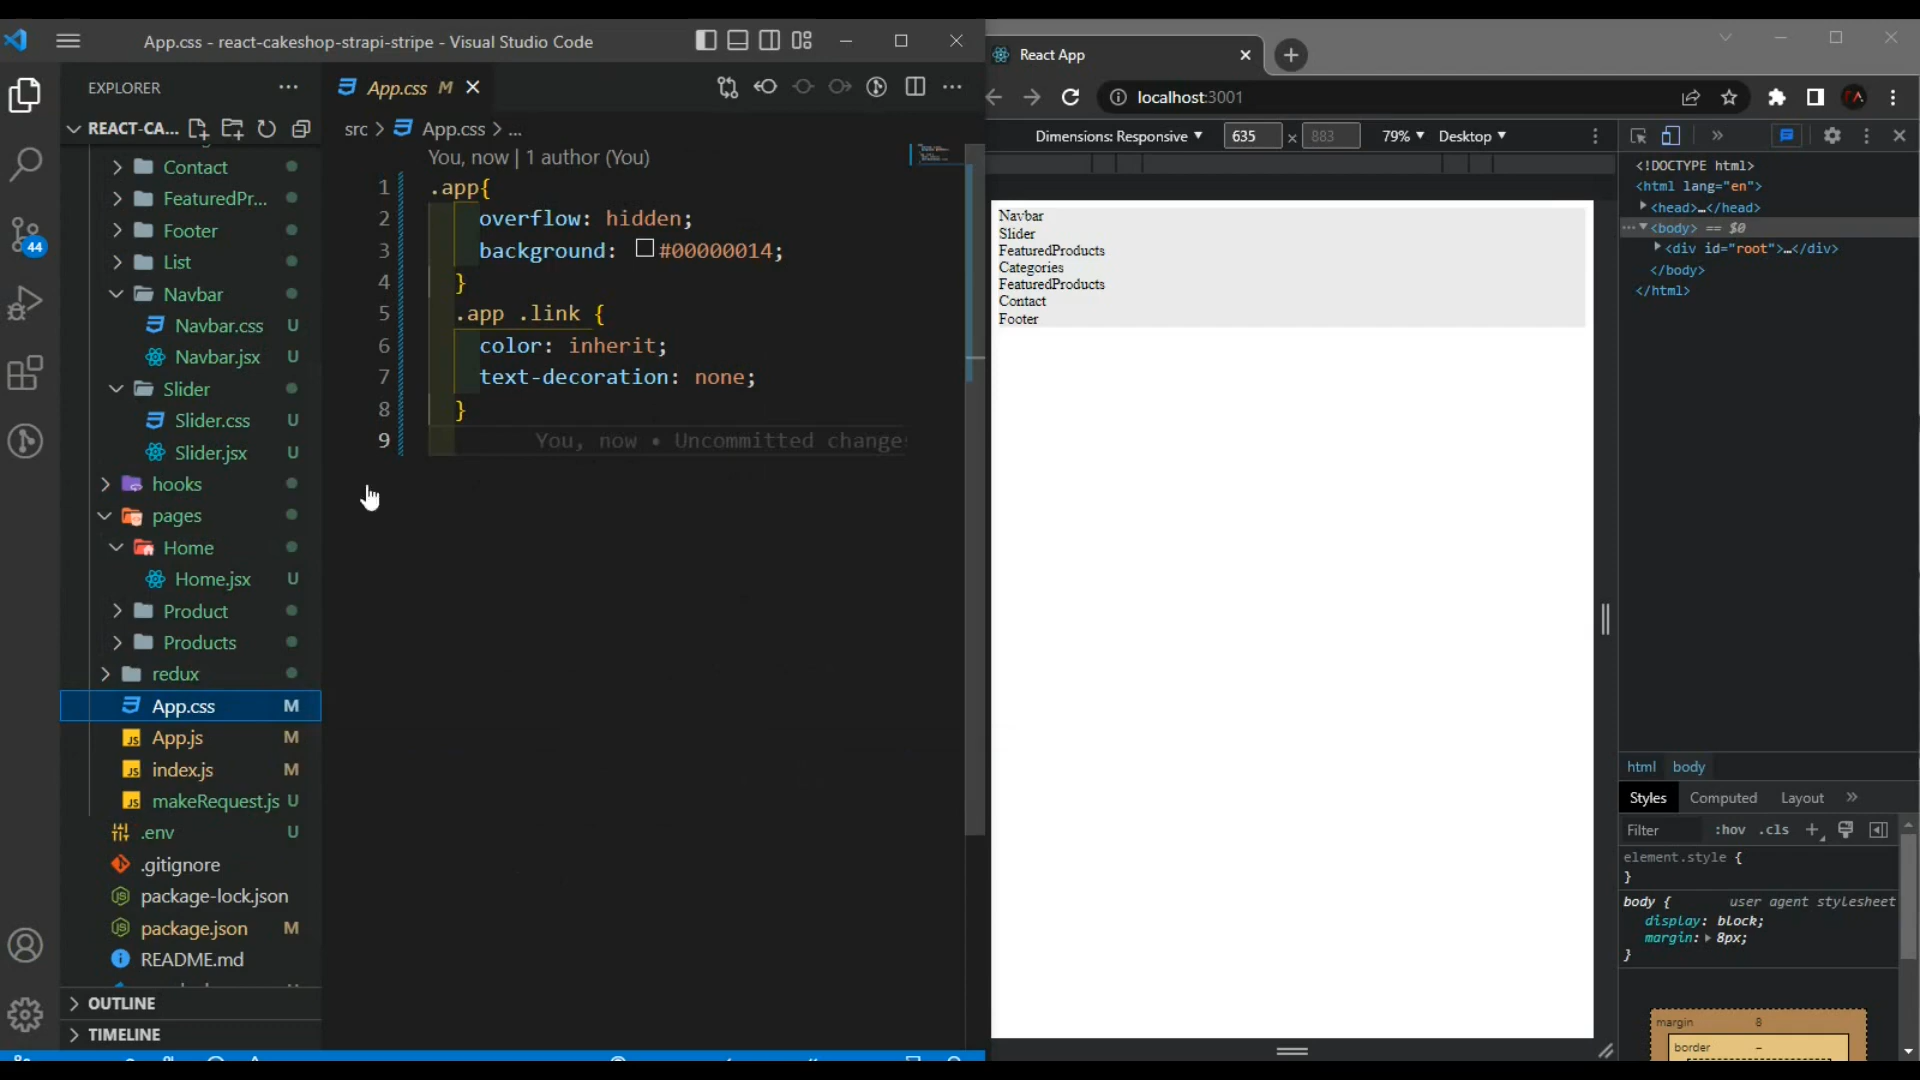 App.css - react-cakeshop-strapi-stripe - Visual Studio Code
EXPLORER
REACT-CA...
Contact
FeaturedPr...
Footer
List
Navbar
Navbar.css U
Navbar.jsx U
Slider
Slider.css U
Slider.jsx U
hooks
pages
Home
Home.jsx U
Product
Products
redux
App.css M
App.js M
index.js M
makeRequest.js U
.env U
.gitignore
package-lock.json
package.json M
README.md
OUTLINE
TIMELINE
44
App.css M
src > App.css > ...
You, now | 1 author (You)
1 .app{
2 overflow: hidden;
3 background: #00000014;
4 }
5 .app .link {
6 color: inherit;
7 text-decoration: none;
8 }
9 You, now • Uncommitted changes
React App
localhost:3001
Dimensions: Responsive 635 x 883 79% Desktop
Navbar
Slider
FeaturedProducts
Categories
FeaturedProducts
Contact
Footer
<!DOCTYPE html>
<html lang="en">
<head>…</head>
<body> == $0
<div id="root">…</div>
</body>
</html>
html body
Styles Computed Layout
Filter :hov .cls
element.style {
}
body { user agent stylesheet
display: block;
margin: 8px;
}
margin 8
border –